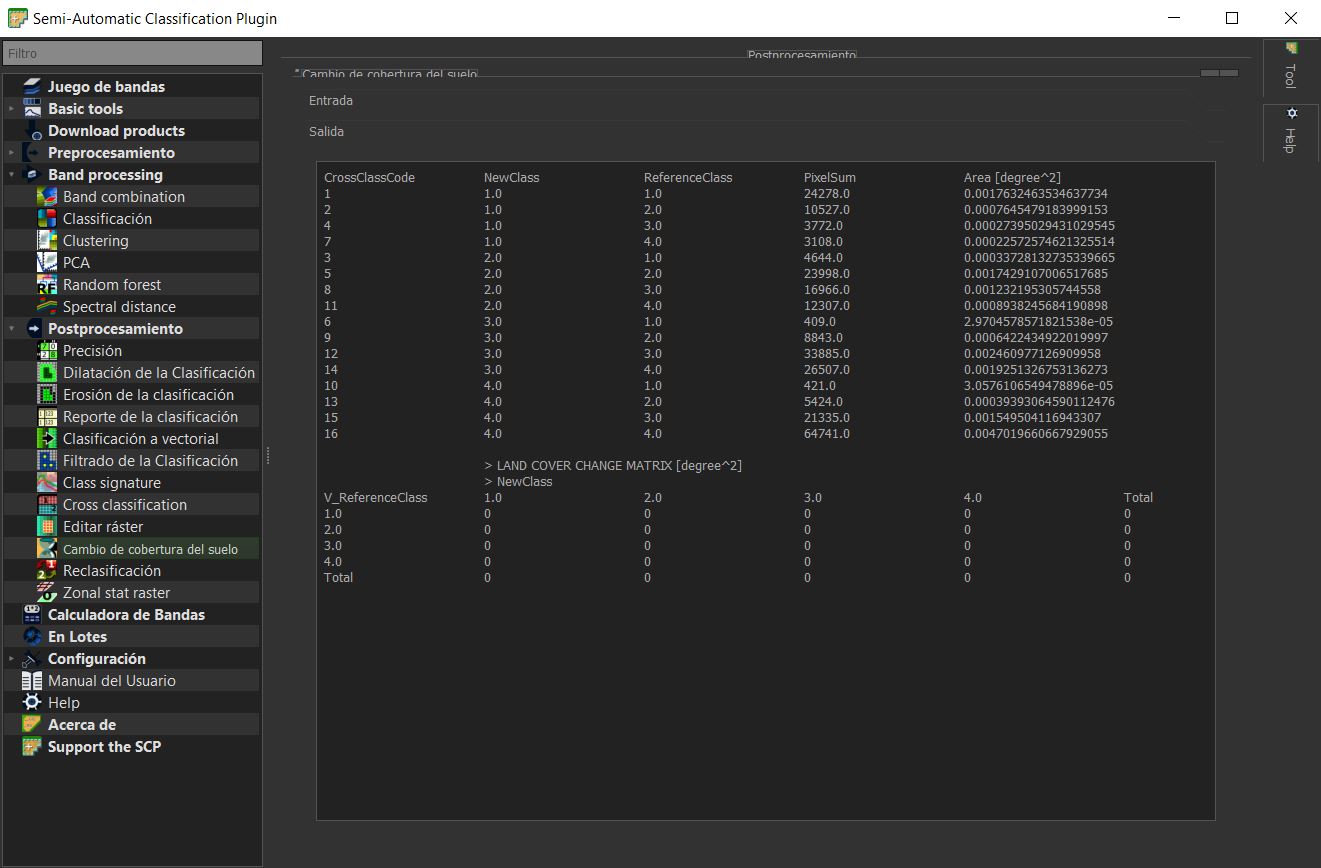 Semi-Automatic Classification Plugin
Filtro
Juego de bandas
Basic tools
Download products
Preprocesamiento
Band processing
Band combination
Classificación
Clustering
PCA
Random forest
Spectral distance
Postprocesamiento
Precisión
Dilatación de la Clasificación
Erosión de la clasificación
Reporte de la clasificación
Clasificación a vectorial
Filtrado de la Clasificación
Class signature
Cross classification
Editar ráster
Cambio de cobertura del suelo
Reclasificación
Zonal stat raster
Calculadora de Bandas
En Lotes
Configuración
Manual del Usuario
Help
Acerca de
Support the SCP
Postprocesamiento
Cambio de cobertura del suelo
Entrada
Salida
CrossClassCode NewClass ReferenceClass PixelSum Area [degree^2]
1 1.0 1.0 24278.0 0.0017632463534637734
2 1.0 2.0 10527.0 0.0007645479183999153
4 1.0 3.0 3772.0 0.00027395029431029545
7 1.0 4.0 3108.0 0.00022572574621325514
3 2.0 1.0 4644.0 0.00033728132735339665
5 2.0 2.0 23998.0 0.0017429107006517685
8 2.0 3.0 16966.0 0.001232195305744558
11 2.0 4.0 12307.0 0.0008938245684190898
6 3.0 1.0 409.0 2.9704578571821538e-05
9 3.0 2.0 8843.0 0.0006422434922019997
12 3.0 3.0 33885.0 0.002460977126909958
14 3.0 4.0 26507.0 0.0019251326753136273
10 4.0 1.0 421.0 3.0576106549478896e-05
13 4.0 2.0 5424.0 0.00039393064590112476
15 4.0 3.0 21335.0 0.001549504116943307
16 4.0 4.0 64741.0 0.0047019660667929055
> LAND COVER CHANGE MATRIX [degree^2]
> NewClass
V_ReferenceClass 1.0 2.0 3.0 4.0 Total
1.0 0 0 0 0 0
2.0 0 0 0 0 0
3.0 0 0 0 0 0
4.0 0 0 0 0 0
Total 0 0 0 0 0
Tool
Help